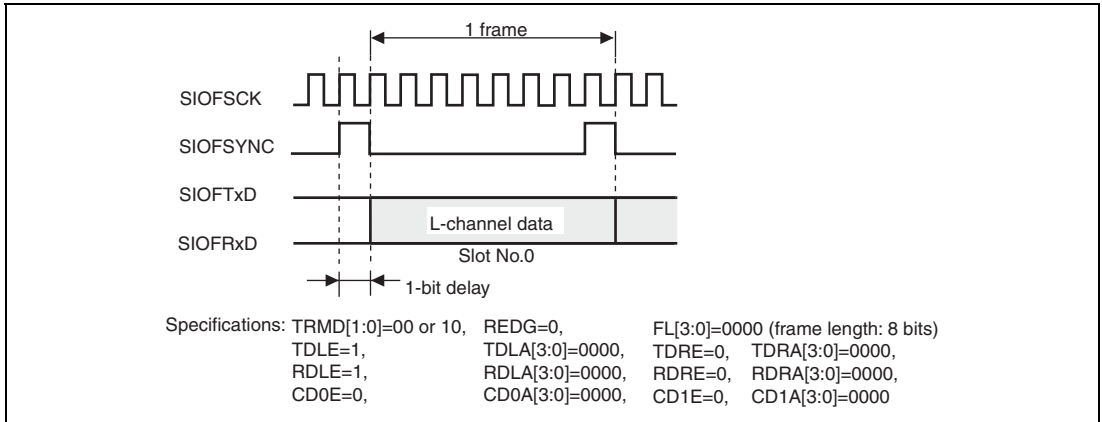 1 frame
SIOFSCK
SIOFSYNC
SIOFTxD
L-channel data
SIOFRxD
Slot No.0
1-bit delay
Specifications: TRMD[1:0]=00 or 10, REDG=0, FL[3:0]=0000 (frame length: 8 bits)
TDLE=1, TDLA[3:0]=0000, TDRE=0, TDRA[3:0]=0000,
RDLE=1, RDLA[3:0]=0000, RDRE=0, RDRA[3:0]=0000,
CD0E=0, CD0A[3:0]=0000, CD1E=0, CD1A[3:0]=0000